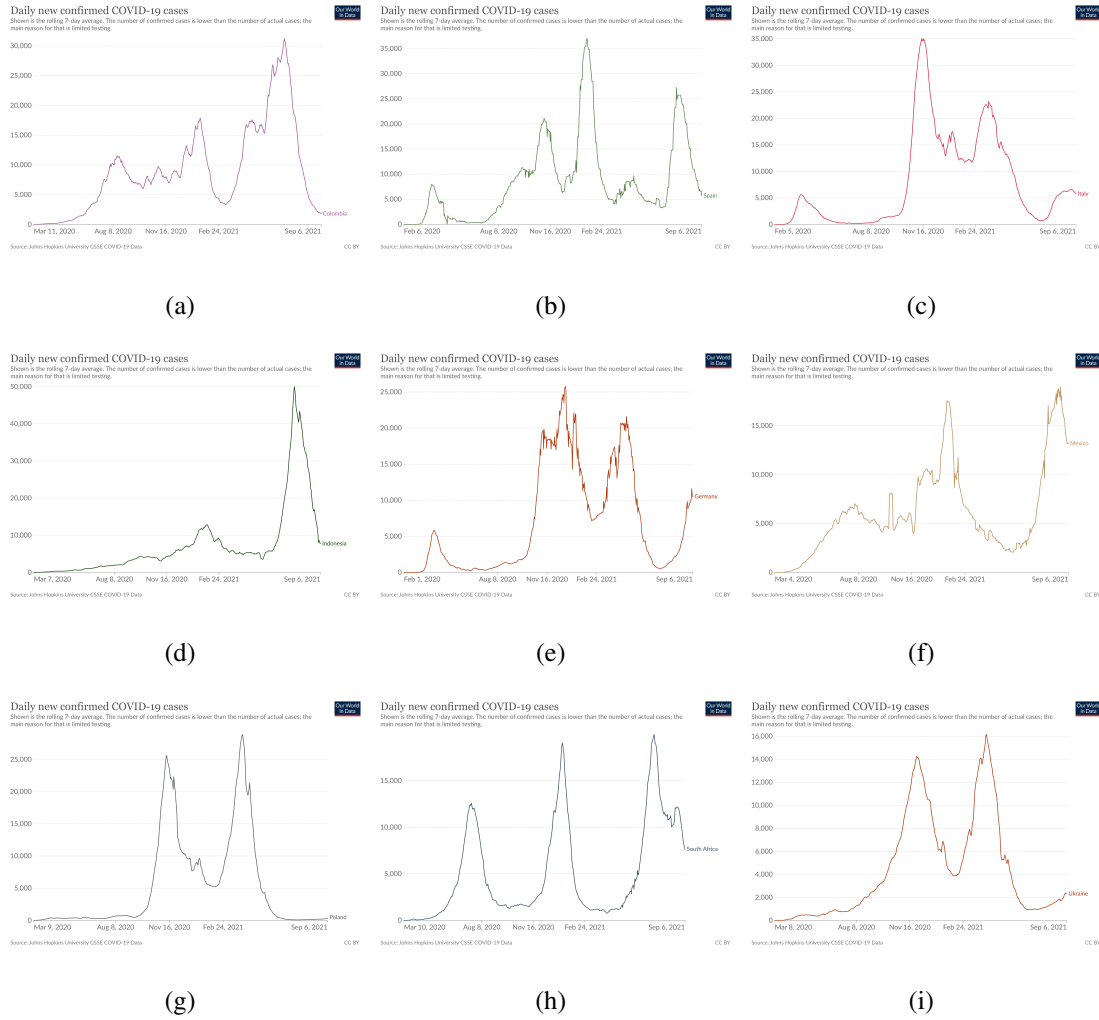 Daily new confirmed COVID-19 cases
Our World
in Data
Shown is the rolling 7-day average. The number of confirmed cases is lower than the number of actual cases; the
main reason for that is limited testing.
30,000
25,000
20,000
15,000
10,000
5,000
0
Colombia
Mar 11, 2020
Aug 8, 2020
Nov 16, 2020
Feb 24, 2021
Sep 6, 2021
Source: Johns Hopkins University CSSE COVID-19 Data
CC BY
(a)
Daily new confirmed COVID-19 cases
Our World
in Data
Shown is the rolling 7-day average. The number of confirmed cases is lower than the number of actual cases; the
main reason for that is limited testing.
35,000
30,000
25,000
20,000
15,000
10,000
5,000
0
Spain
Feb 6, 2020
Aug 8, 2020
Nov 16, 2020
Feb 24, 2021
Sep 6, 2021
Source: Johns Hopkins University CSSE COVID-19 Data
CC BY
(b)
Daily new confirmed COVID-19 cases
Our World
in Data
Shown is the rolling 7-day average. The number of confirmed cases is lower than the number of actual cases; the
main reason for that is limited testing.
35,000
30,000
25,000
20,000
15,000
10,000
5,000
0
Italy
Feb 5, 2020
Aug 8, 2020
Nov 16, 2020
Feb 24, 2021
Sep 6, 2021
Source: Johns Hopkins University CSSE COVID-19 Data
CC BY
(c)
Daily new confirmed COVID-19 cases
Our World
in Data
Shown is the rolling 7-day average. The number of confirmed cases is lower than the number of actual cases; the
main reason for that is limited testing.
50,000
40,000
30,000
20,000
10,000
0
Indonesia
Mar 7, 2020
Aug 8, 2020
Nov 16, 2020
Feb 24, 2021
Sep 6, 2021
Source: Johns Hopkins University CSSE COVID-19 Data
CC BY
(d)
Daily new confirmed COVID-19 cases
Our World
in Data
Shown is the rolling 7-day average. The number of confirmed cases is lower than the number of actual cases; the
main reason for that is limited testing.
25,000
20,000
15,000
10,000
5,000
0
Germany
Feb 1, 2020
Aug 8, 2020
Nov 16, 2020
Feb 24, 2021
Sep 6, 2021
Source: Johns Hopkins University CSSE COVID-19 Data
CC BY
(e)
Daily new confirmed COVID-19 cases
Our World
in Data
Shown is the rolling 7-day average. The number of confirmed cases is lower than the number of actual cases; the
main reason for that is limited testing.
15,000
10,000
5,000
0
Mexico
Mar 4, 2020
Aug 8, 2020
Nov 16, 2020
Feb 24, 2021
Sep 6, 2021
Source: Johns Hopkins University CSSE COVID-19 Data
CC BY
(f)
Daily new confirmed COVID-19 cases
Our World
in Data
Shown is the rolling 7-day average. The number of confirmed cases is lower than the number of actual cases; the
main reason for that is limited testing.
25,000
20,000
15,000
10,000
5,000
0
Poland
Mar 9, 2020
Aug 8, 2020
Nov 16, 2020
Feb 24, 2021
Sep 6, 2021
Source: Johns Hopkins University CSSE COVID-19 Data
CC BY
(g)
Daily new confirmed COVID-19 cases
Our World
in Data
Shown is the rolling 7-day average. The number of confirmed cases is lower than the number of actual cases; the
main reason for that is limited testing.
15,000
10,000
5,000
0
South Africa
Mar 10, 2020
Aug 8, 2020
Nov 16, 2020
Feb 24, 2021
Sep 6, 2021
Source: Johns Hopkins University CSSE COVID-19 Data
CC BY
(h)
Daily new confirmed COVID-19 cases
Our World
in Data
Shown is the rolling 7-day average. The number of confirmed cases is lower than the number of actual cases; the
main reason for that is limited testing.
16,000
14,000
12,000
10,000
8,000
6,000
4,000
2,000
0
Ukraine
Mar 8, 2020
Aug 8, 2020
Nov 16, 2020
Feb 24, 2021
Sep 6, 2021
Source: Johns Hopkins University CSSE COVID-19 Data
CC BY
(i)